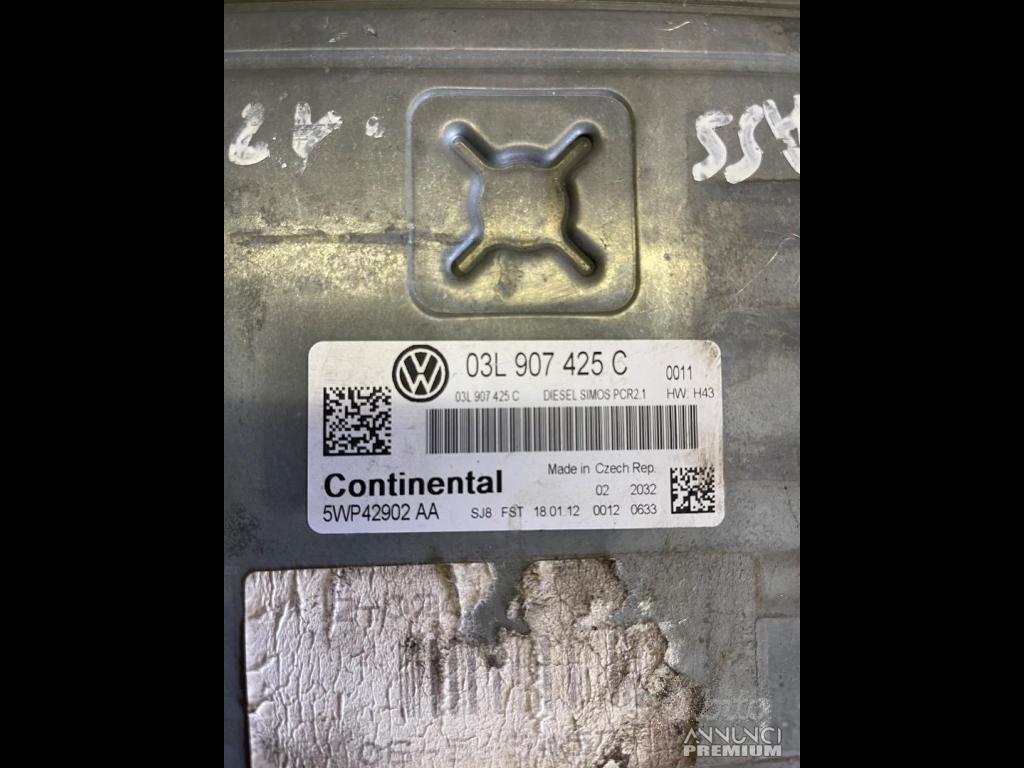 03L 907 425 C 0011
03L 907 425 C DIESEL SIMOS PCR2.1 HW: H43
Made in Czech Rep.
Continental 02 2032
5WP42902 AA SJ8 FST 18.01.12 0012 0633
auto
ANNUNCI
PREMIUM